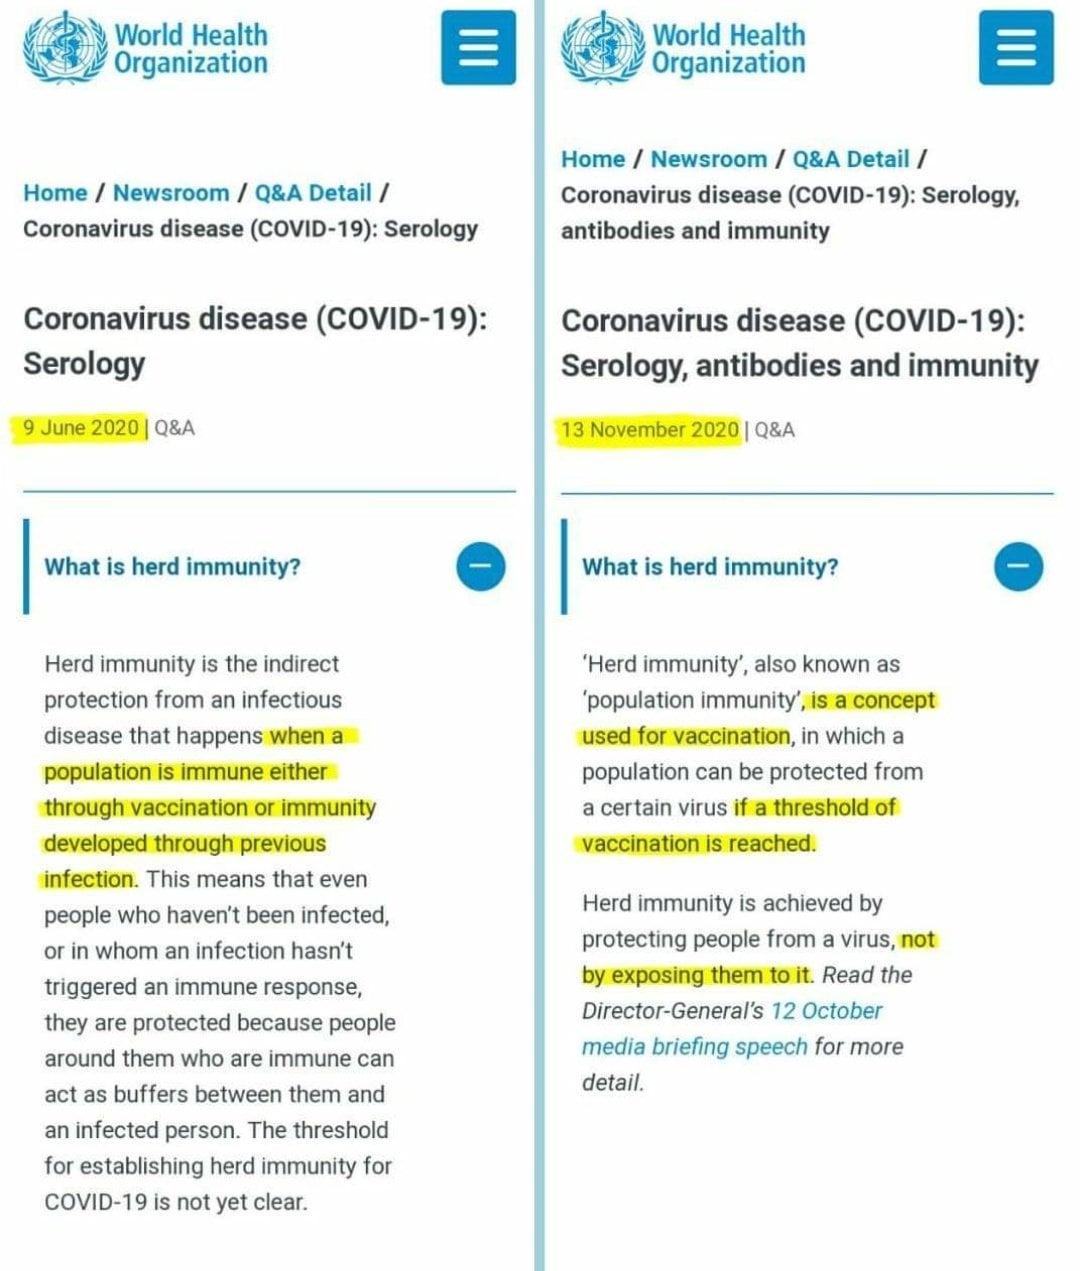 World Health
Organization
Home / Newsroom / Q&A Detail /
Coronavirus disease (COVID-19): Serology
Coronavirus disease (COVID-19):
Serology
9 June 2020 | Q&A
What is herd immunity?
Herd immunity is the indirect
protection from an infectious
disease that happens when a
population is immune either
through vaccination or immunity
developed through previous
infection. This means that even
people who haven't been infected,
or in whom an infection hasn't
triggered an immune response,
they are protected because people
around them who are immune can
act as buffers between them and
an infected person. The threshold
for establishing herd immunity for
COVID-19 is not yet clear.
World Health
Organization
Home / Newsroom / Q&A Detail /
Coronavirus disease (COVID-19): Serology,
antibodies and immunity
Coronavirus disease (COVID-19):
Serology, antibodies and immunity
13 November 2020 | Q&A
What is herd immunity?
‘Herd immunity’, also known as
‘population immunity’, is a concept
used for vaccination, in which a
population can be protected from
a certain virus if a threshold of
vaccination is reached.
Herd immunity is achieved by
protecting people from a virus, not
by exposing them to it. Read the
Director-General’s 12 October
media briefing speech for more
detail.